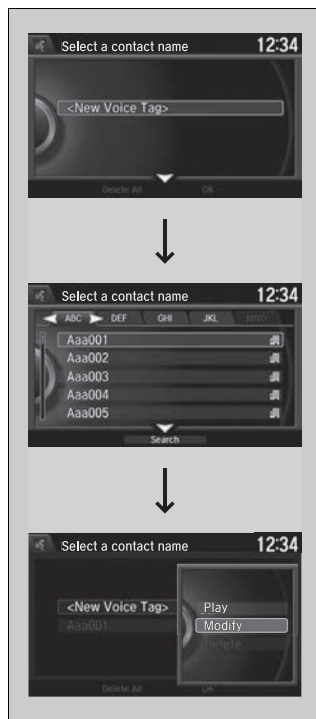 Select a contact name 12:34
<New Voice Tag>
Delete All OK
Select a contact name 12:34
ABC DEF GHI JKL MNO
Aaa001
Aaa002
Aaa003
Aaa004
Aaa005
Search
Select a contact name 12:34
<New Voice Tag>
Aaa001
Play
Modify
Delete
Delete All OK